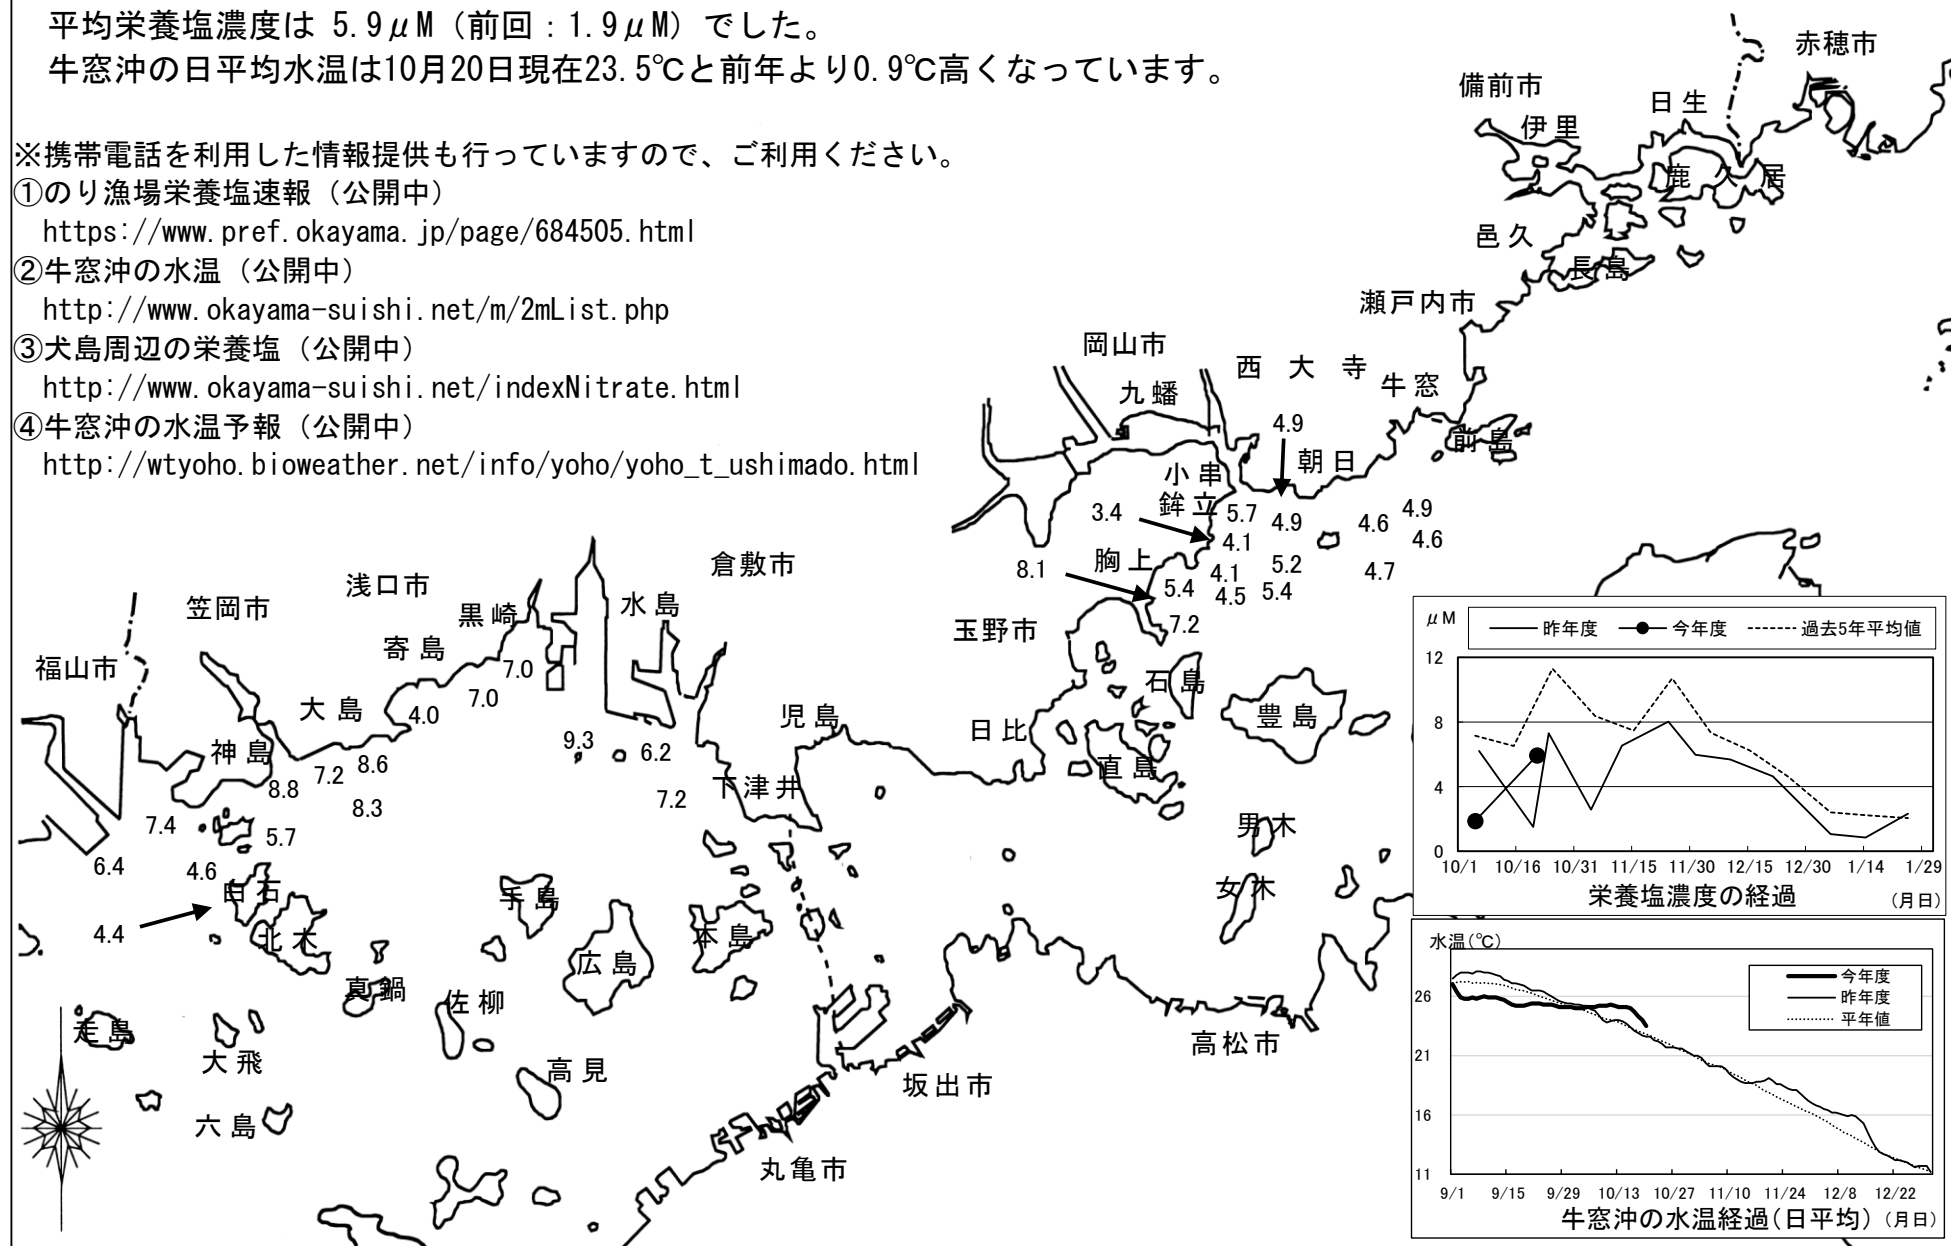 平均栄養塩濃度は 5.9μM（前回：1.9μM）でした。
牛窓沖の日平均水温は10月20日現在23.5℃と前年より0.9℃高くなっています。
※携帯電話を利用した情報提供も行っていますので、ご利用ください。
①のり漁場栄養塩速報（公開中）
https://www.pref.okayama.jp/page/684505.html
②牛窓沖の水温（公開中）
http://www.okayama-suishi.net/m/2mList.php
③犬島周辺の栄養塩（公開中）
http://www.okayama-suishi.net/indexNitrate.html
④牛窓沖の水温予報（公開中）
http://wtyoho.bioweather.net/info/yoho/yoho_t_ushimado.html
赤穂市
備前市
日生
伊里
鹿久居
邑久
長島
瀬戸内市
岡山市
西大寺
牛窓
九蟠
4.9
前島
朝日
小串
鉾立
3.4
5.7
4.9
4.6
4.9
4.1
4.6
胸上
8.1
5.2
4.1
4.7
5.4
4.5
5.4
7.2
倉敷市
浅口市
笠岡市
黒崎
水島
玉野市
寄島
福山市
7.0
石島
7.0
大島
4.0
児島
豊島
日比
神島
9.3
6.2
8.6
7.2
直島
8.8
下津井
7.2
8.3
7.4
5.7
男木
6.4
4.6
白石
手島
女木
4.4
北木
本島
広島
真鍋
佐柳
走島
大飛
高松市
高見
坂出市
六島
丸亀市
μM
昨年度 今年度 過去5年平均値
12
8
4
0
10/1 10/16 10/31 11/15 11/30 12/15 12/30 1/14 1/29
栄養塩濃度の経過 （月日）
水温(℃)
今年度
昨年度
平年値
26
21
16
11
9/1 9/15 9/29 10/13 10/27 11/10 11/24 12/8 12/22
牛窓沖の水温経過(日平均) （月日）